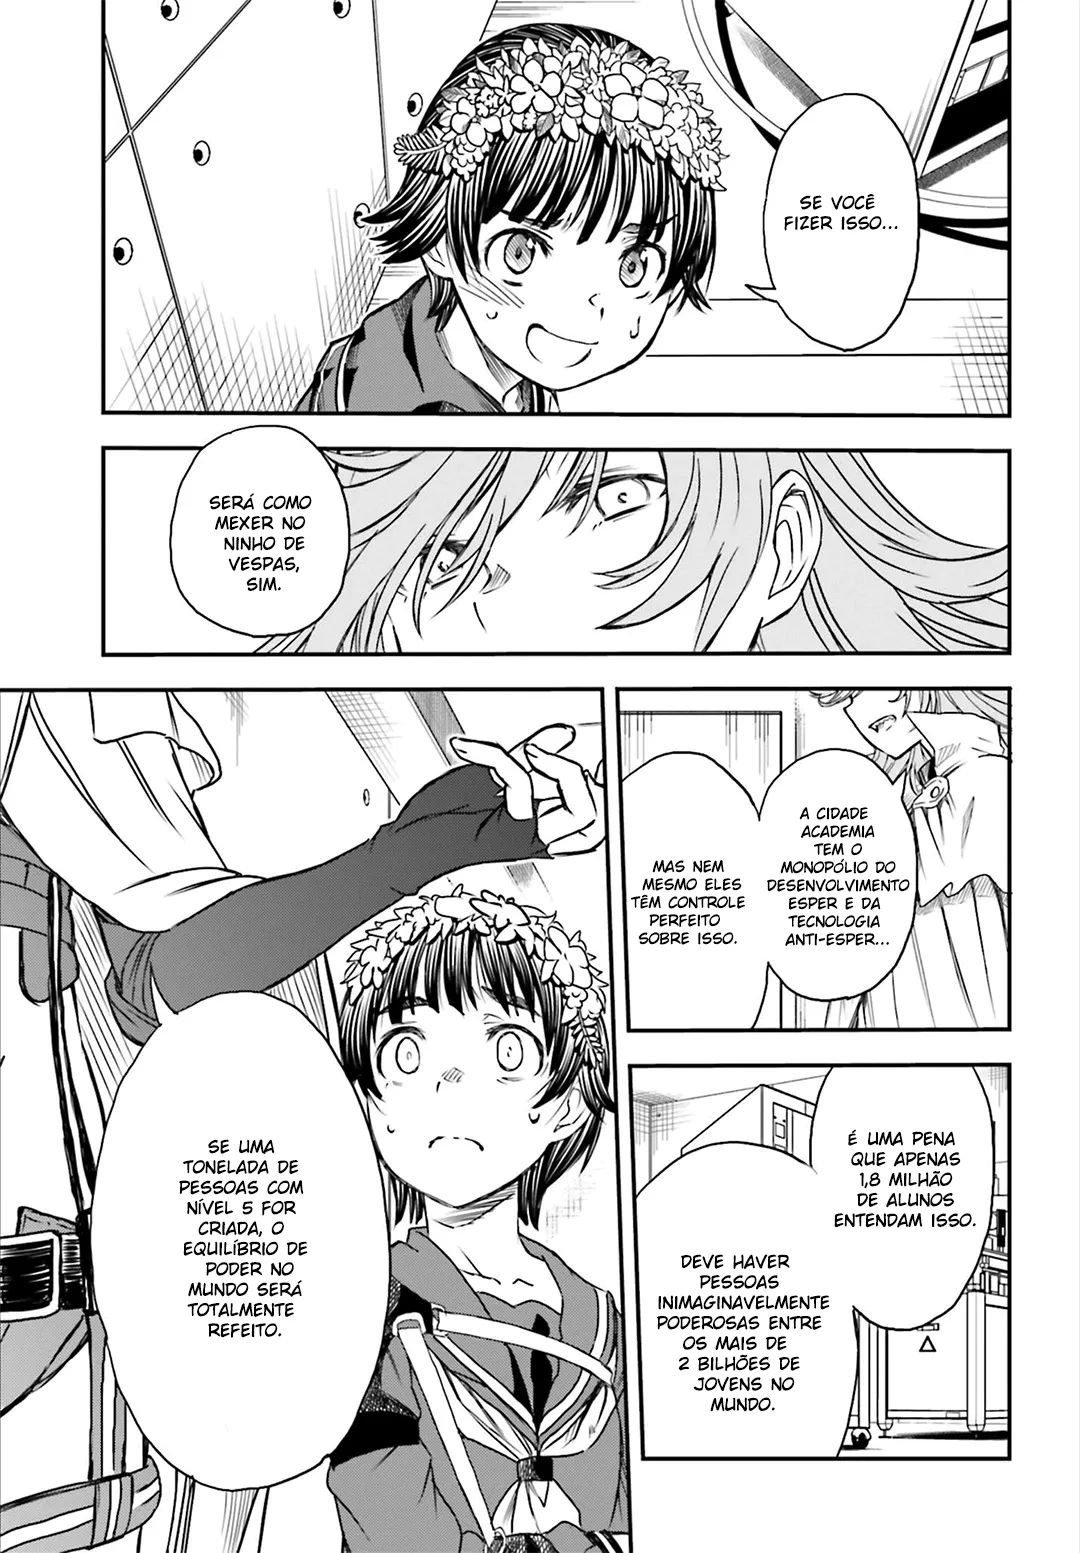 SE VOCÊ
FIZER ISSO...
SERÁ COMO
MEXER NO
NINHO DE
VESPAS,
SIM.
A CIDADE
ACADEMIA
TEM O
MONOPÓLIO DO
DESENVOLVIMENTO
ESPER E DA
TECNOLOGIA
ANTI-ESPER...
MAS NEM
MESMO ELES
TÊM CONTROLE
PERFEITO
SOBRE ISSO.
É UMA PENA
QUE APENAS
1,8 MILHÃO
DE ALUNOS
ENTENDAM ISSO.
DEVE HAVER
PESSOAS
INIMAGINAVELMENTE
PODEROSAS ENTRE
OS MAIS DE
2 BILHÕES DE
JOVENS NO
MUNDO.
SE UMA
TONELADA DE
PESSOAS COM
NÍVEL 5 FOR
CRIADA, O
EQUILÍBRIO DE
PODER NO
MUNDO SERÁ
TOTALMENTE
REFEITO.